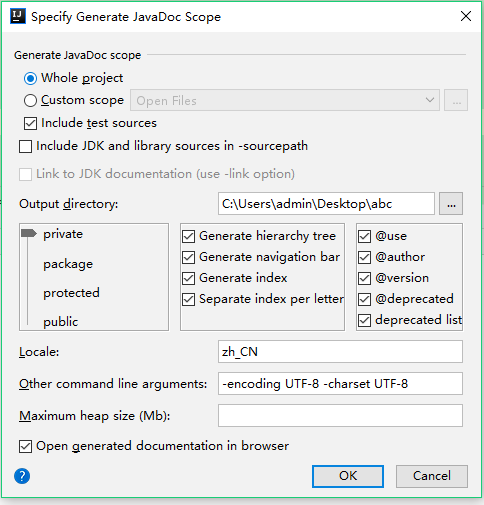 Specify Generate JavaDoc Scope
Generate JavaDoc scope
Whole project
Custom scope Open Files ...
Include test sources
Include JDK and library sources in -sourcepath
Link to JDK documentation (use -link option)
Output directory: C:\Users\admin\Desktop\abc ...
private
package
protected
public
Generate hierarchy tree
Generate navigation bar
Generate index
Separate index per letter
@use
@author
@version
@deprecated
deprecated list
Locale: zh_CN
Other command line arguments: -encoding UTF-8 -charset UTF-8
Maximum heap size (Mb):
Open generated documentation in browser
? OK Cancel